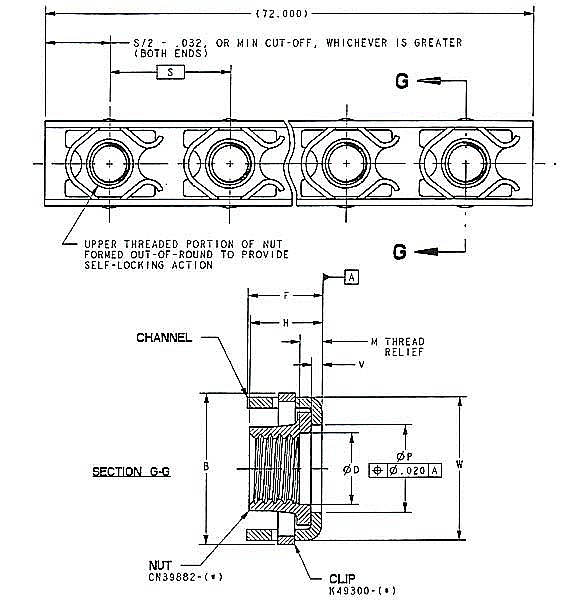 (72.000)
S/2 - .032, OR MIN CUT-OFF, WHICHEVER IS GREATER
(BOTH ENDS)
S
G
G
UPPER THREADED PORTION OF NUT
FORMED OUT-OF-ROUND TO PROVIDE
SELF-LOCKING ACTION
A
F
H
CHANNEL
M THREAD
RELIEF
V
SECTION G-G
B
ØD
ØP
⌖ Ø.020 A
W
NUT
CN39882-(*)
CLIP
K49300-(*)